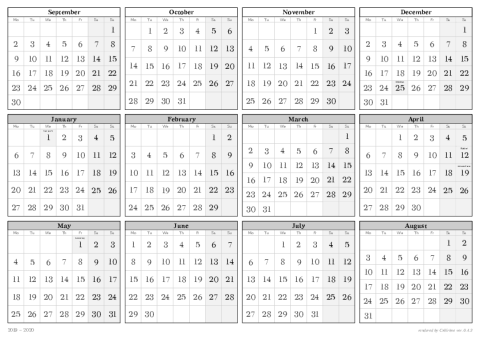 September
Mo Tu We Th Fr Sa Su
1
2 3 4 5 6 7 8
9 10 11 12 13 14 15
16 17 18 19 20 21 22
23 24 25 26 27 28 29
30
October
Mo Tu We Th Fr Sa Su
1 2 3 4 5 6
7 8 9 10 11 12 13
14 15 16 17 18 19 20
21 22 23 24 25 26 27
28 29 30 31
November
Mo Tu We Th Fr Sa Su
1 2 3
4 5 6 7 8 9 10
11 12 13 14 15 16 17
18 19 20 21 22 23 24
25 26 27 28 29 30
December
Mo Tu We Th Fr Sa Su
1
2 3 4 5 6 7 8
9 10 11 12 13 14 15
16 17 18 19 20 21 22
23 24 25 26 27 28 29
30 31
January
Mo Tu We Th Fr Sa Su
1 2 3 4 5
6 7 8 9 10 11 12
13 14 15 16 17 18 19
20 21 22 23 24 25 26
27 28 29 30 31
February
Mo Tu We Th Fr Sa Su
1 2
3 4 5 6 7 8 9
10 11 12 13 14 15 16
17 18 19 20 21 22 23
24 25 26 27 28 29
March
Mo Tu We Th Fr Sa Su
1
2 3 4 5 6 7 8
9 10 11 12 13 14 15
16 17 18 19 20 21 22
23 24 25 26 27 28 29
30 31
April
Mo Tu We Th Fr Sa Su
1 2 3 4 5
6 7 8 9 10 11 12
13 14 15 16 17 18 19
20 21 22 23 24 25 26
27 28 29 30
May
Mo Tu We Th Fr Sa Su
1 2 3
4 5 6 7 8 9 10
11 12 13 14 15 16 17
18 19 20 21 22 23 24
25 26 27 28 29 30 31
June
Mo Tu We Th Fr Sa Su
1 2 3 4 5 6 7
8 9 10 11 12 13 14
15 16 17 18 19 20 21
22 23 24 25 26 27 28
29 30
July
Mo Tu We Th Fr Sa Su
1 2 3 4 5
6 7 8 9 10 11 12
13 14 15 16 17 18 19
20 21 22 23 24 25 26
27 28 29 30 31
August
Mo Tu We Th Fr Sa Su
1 2
3 4 5 6 7 8 9
10 11 12 13 14 15 16
17 18 19 20 21 22 23
24 25 26 27 28 29 30
31
2019 - 2020